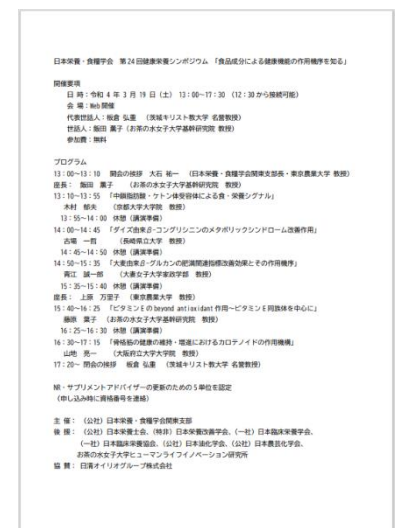 日本栄養・食糧学会　第24回健康栄養シンポジウム　「食品成分による健康機能の作用機序を知る」
開催要項
日 時：令和 4 年 3 月 19 日（土） 13:00～17:30 （12:30 から接続可能）
会 場：Web 開催
代表世話人：板倉 弘重 （茨城キリスト教大学 名誉教授）
世話人：飯田 薫子（お茶の水女子大学基幹研究院 教授）
参加費：無料
プログラム
13：00～13：10　開会の挨拶　大石 祐一　（日本栄養・食糧学会関東支部長・東京農業大学 教授）
座長：　飯田　薫子　　（お茶の水女子大学基幹研究院　教授）
13：10～13：55　「中鎖脂肪酸・ケトン体受容体による食・栄養シグナル」
木村　郁夫　　（京都大学大学院　教授）
13：55～14：00　休憩（講演準備）
14：00～14：45　「ダイズ由来β-コングリシニンのメタボリックシンドローム改善作用」
古場　一哲　　（長崎県立大学　教授）
14：45～14：50　休憩（講演準備）
14：50～15：35　「大麦由来β-グルカンの肥満関連指標改善効果とその作用機序」
青江　誠一郎　　（大妻女子大学家政学部　教授）
15：35～15：40　休憩（講演準備）
座長：　上原　万里子　（東京農業大学　教授）
15：40～16：25　「ビタミンEの beyond antioxidant 作用～ビタミンE同族体を中心に」
藤原　葉子　（お茶の水女子大学基幹研究院　教授）
16：25～16：30　休憩（講演準備）
16：30～17：15　「骨格筋の健康の維持・増進におけるカロテノイドの作用機構」
山地　亮一　　（大阪府立大学大学院　教授）
17：20～ 閉会の挨拶　　板倉 弘重　（茨城キリスト教大学 名誉教授）
NR・サプリメントアドバイザーの更新のための5単位を認定
（申し込み時に資格番号を連絡）
主 催：　（公社）日本栄養・食糧学会関東支部
後 援：　（公社）日本栄養士会、（特非）日本栄養改善学会、（一社）日本臨床栄養学会、
（一社）日本臨床栄養協会、（公社）日本油化学会、（公社）日本農芸化学会、
お茶の水女子大学ヒューマンライフイノベーション研究所
協 賛：　日清オイリオグループ株式会社